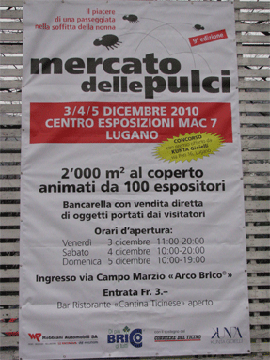 il piacere
di una passeggiata
nella soffitta della nonna
edizione
mercato
dellepulci
3/4/5 DICEMBRE 2010
CENTRO ESPOSIZIONI MAC 7
LUGANO
CONCORSO
2'000 m² al coperto
animati da 100 espositori
Bancarella con vendita diretta
di oggetti portati dai visitatori
Orari d'apertura:
Venerdì 3 dicembre 11:00-20:00
Sabato 4 dicembre 10:00-20:00
Domenica 5 dicembre 10:00-19:00
Ingresso via Campo Marzio «Arco Brico®»
Entrata Fr. 3.-
Bar Ristorante «Cantina Ticinese» aperto
BRICO